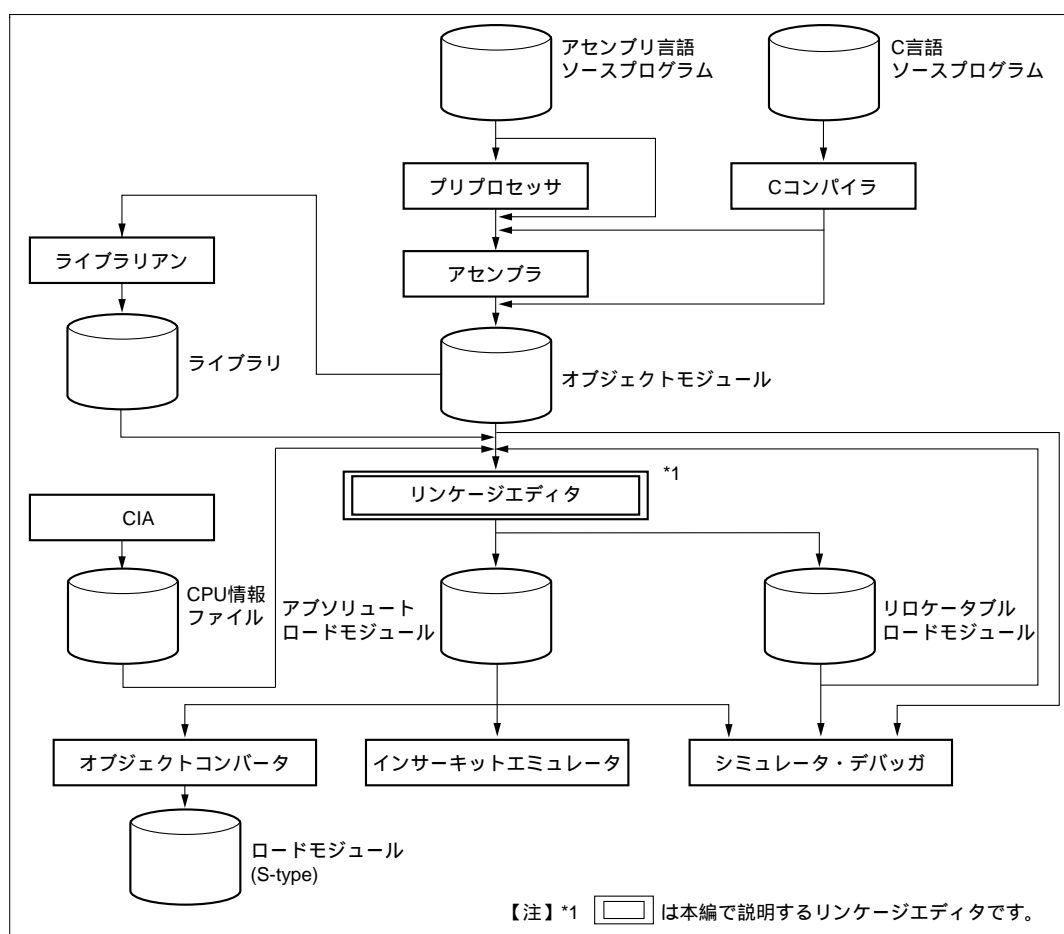 アセンブリ言語
ソースプログラム
C言語
ソースプログラム
プリプロセッサ
Cコンパイラ
ライブラリアン
アセンブラ
ライブラリ
オブジェクトモジュール
*1
リンケージエディタ
CIA
CPU情報
ファイル
アブソリュート
ロードモジュール
リロケータブル
ロードモジュール
オブジェクトコンバータ
インサーキットエミュレータ
シミュレータ・デバッガ
ロードモジュール
(S-type)
【注】*1 は本編で説明するリンケージエディタです。